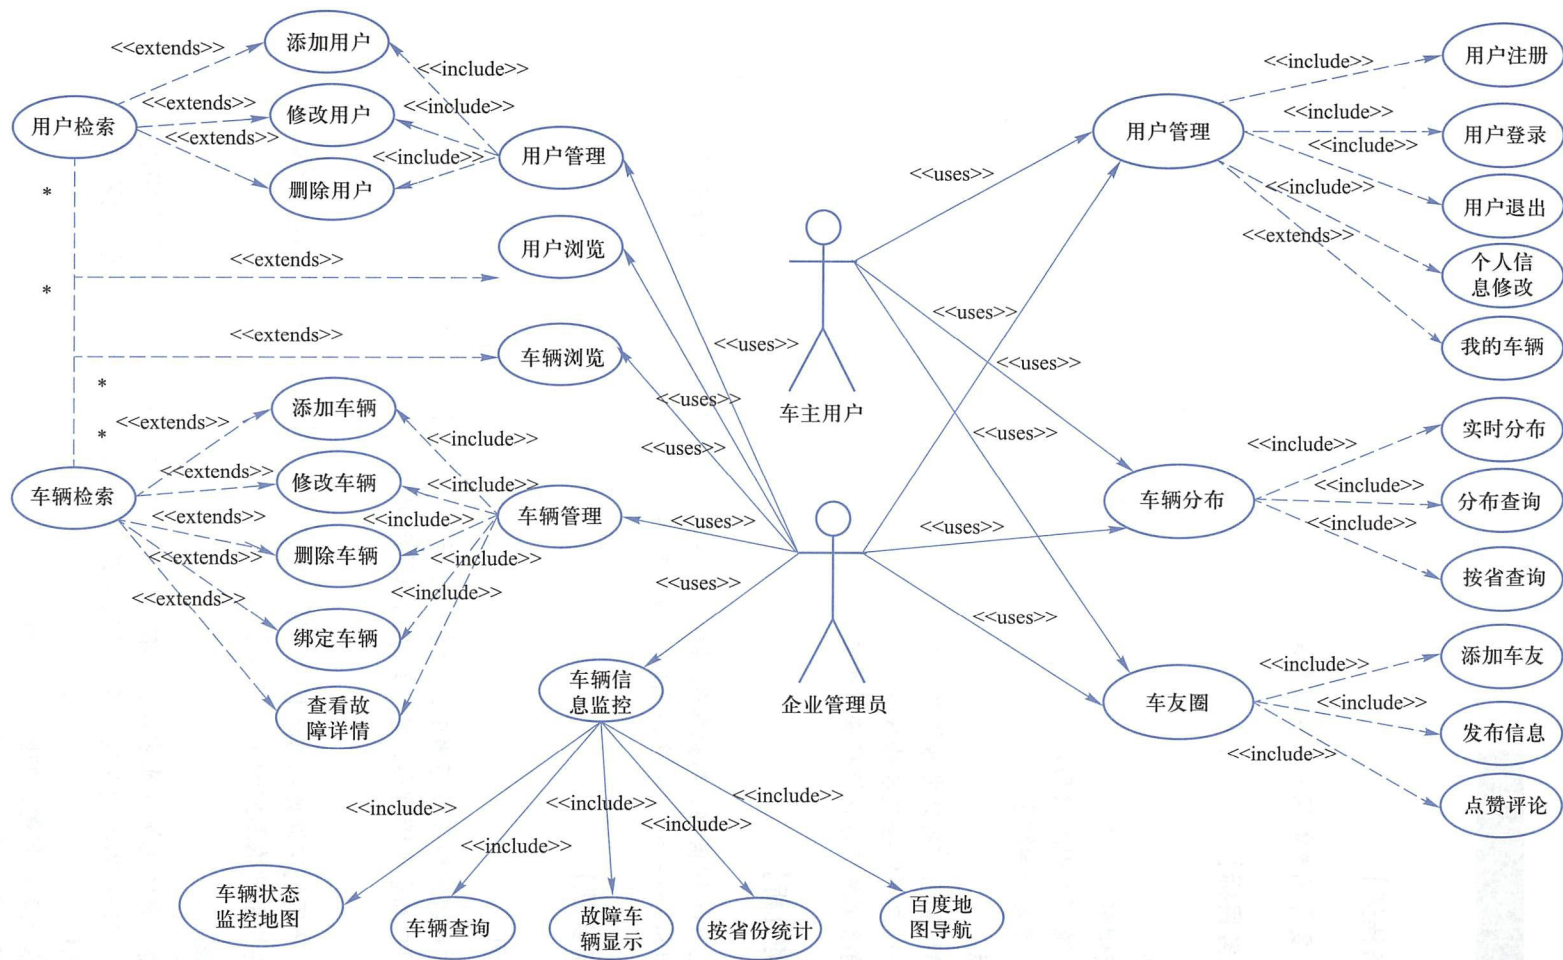 <<extends>>
添加用户
<<include>>
用户检索
<<extends>>
修改用户
<<include>>
<<extends>>
删除用户
<<include>>
用户管理
*
用户浏览
<<extends>>
*
<<extends>>
车辆浏览
*
添加车辆
<<extends>>
*
<<include>>
车辆检索
<<extends>>
修改车辆
<<include>>
车辆管理
<<extends>>
删除车辆
<<include>>
<<extends>>
<<include>>
<<extends>>
绑定车辆
<<include>>
查看故
障详情
<<uses>>
<<uses>>
<<uses>>
<<uses>>
<<uses>>
车辆信
息监控
<<include>>
<<include>>
<<include>>
<<include>>
<<include>>
车辆状态
监控地图
车辆查询
故障车
辆显示
按省份统计
百度地
图导航
车主用户
企业管理员
<<uses>>
<<uses>>
<<uses>>
<<uses>>
<<uses>>
<<uses>>
用户管理
<<include>>
用户注册
<<include>>
用户登录
<<include>>
用户退出
<<include>>
个人信
息修改
<<extends>>
我的车辆
车辆分布
<<include>>
实时分布
<<include>>
分布查询
<<include>>
按省查询
车友圈
<<include>>
添加车友
<<include>>
发布信息
<<include>>
点赞评论